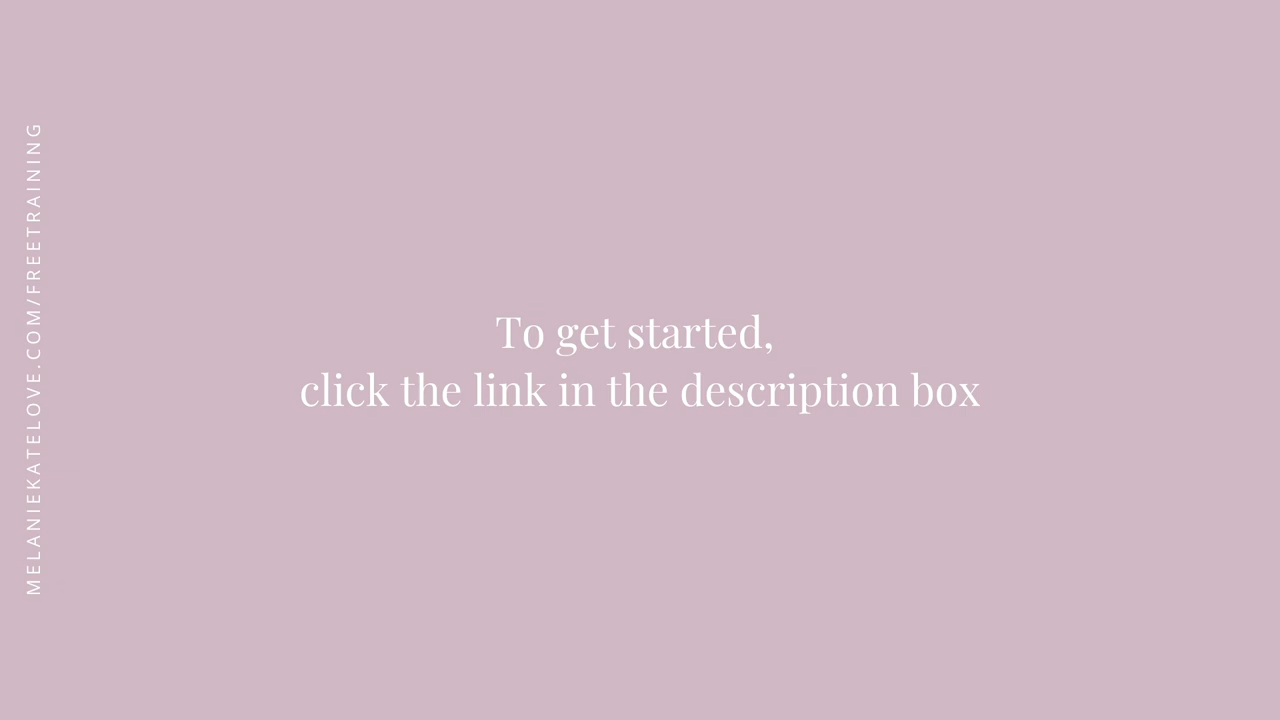 MELANIEKATELOVE.COM/FREETRAINING
To get started,
click the link in the description box